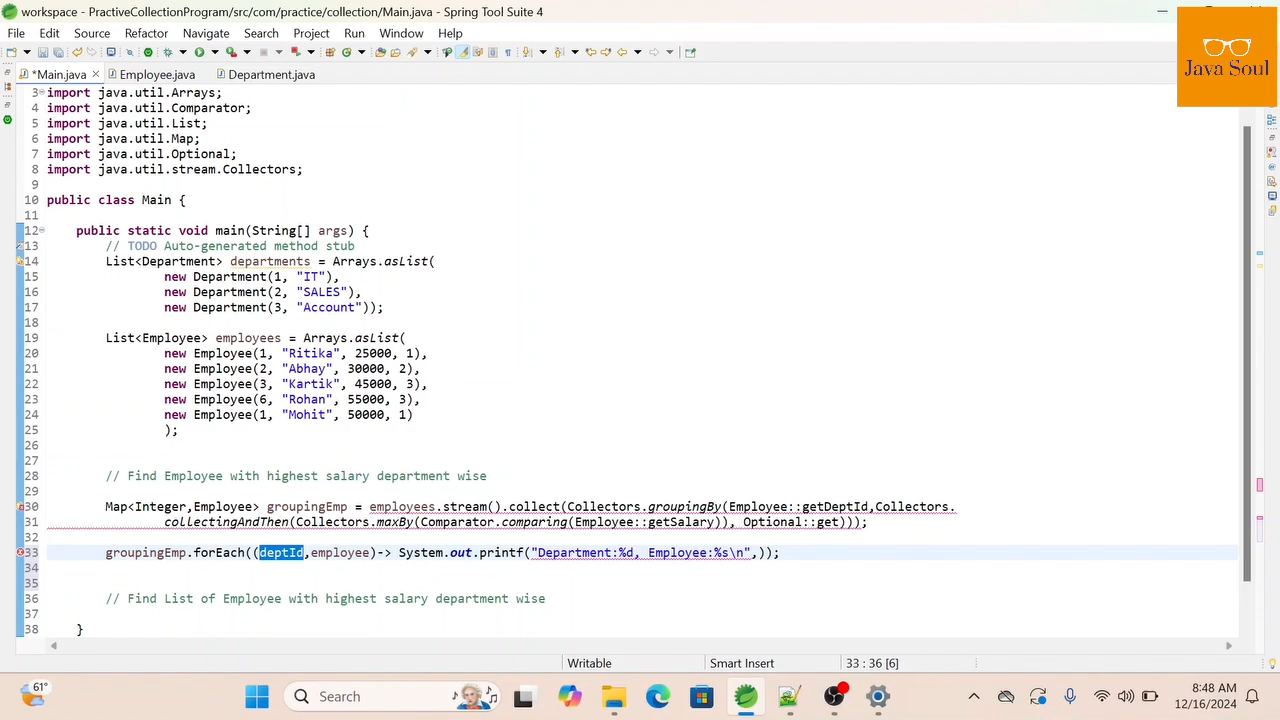 workspace - PractiveCollectionProgram/src/com/practice/collection/Main.java - Spring Tool Suite 4
File Edit Source Refactor Navigate Search Project Run Window Help
Java Soul
*Main.java Employee.java Department.java
3 import java.util.Arrays;
4 import java.util.Comparator;
5 import java.util.List;
6 import java.util.Map;
7 import java.util.Optional;
8 import java.util.stream.Collectors;
9
10 public class Main {
11
12 public static void main(String[] args) {
13 // TODO Auto-generated method stub
14 List<Department> departments = Arrays.asList(
15 new Department(1, "IT"),
16 new Department(2, "SALES"),
17 new Department(3, "Account"));
18
19 List<Employee> employees = Arrays.asList(
20 new Employee(1, "Ritika", 25000, 1),
21 new Employee(2, "Abhay", 30000, 2),
22 new Employee(3, "Kartik", 45000, 3),
23 new Employee(6, "Rohan", 55000, 3),
24 new Employee(1, "Mohit", 50000, 1)
25 );
26
27
28 // Find Employee with highest salary department wise
29
30 Map<Integer,Employee> groupingEmp = employees.stream().collect(Collectors.groupingBy(Employee::getDeptId,Collectors.
31 collectingAndThen(Collectors.maxBy(Comparator.comparing(Employee::getSalary)), Optional::get)));
32
33 groupingEmp.forEach((deptId,employee)-> System.out.printf("Department:%d, Employee:%s\n",));
34
35
36 // Find List of Employee with highest salary department wise
37
38 }
Writable Smart Insert 33 : 36 [6]
61°
Search
8:48 AM
12/16/2024